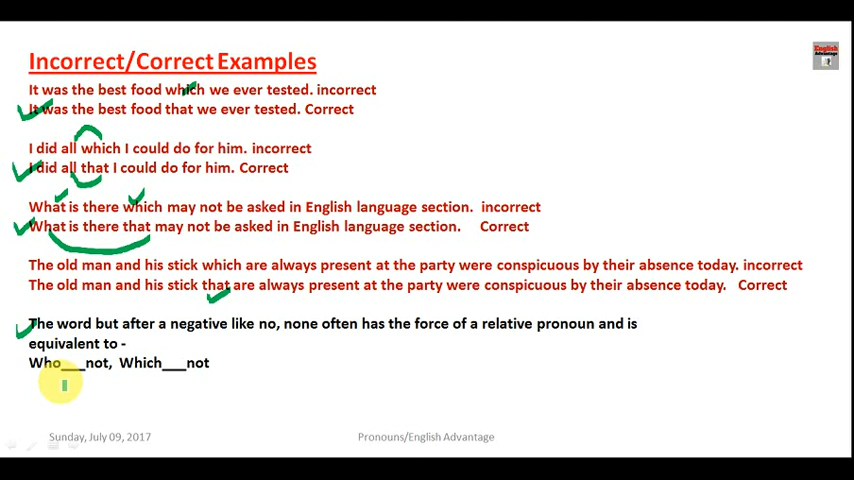 Incorrect/Correct Examples
English
Advantage
It was the best food which we ever tested. incorrect
It was the best food that we ever tested. Correct
I did all which I could do for him. incorrect
I did all that I could do for him. Correct
What is there which may not be asked in English language section. incorrect
What is there that may not be asked in English language section. Correct
The old man and his stick which are always present at the party were conspicuous by their absence today. incorrect
The old man and his stick that are always present at the party were conspicuous by their absence today. Correct
The word but after a negative like no, none often has the force of a relative pronoun and is
equivalent to -
Who___not, Which___not
Sunday, July 09, 2017
Pronouns/English Advantage